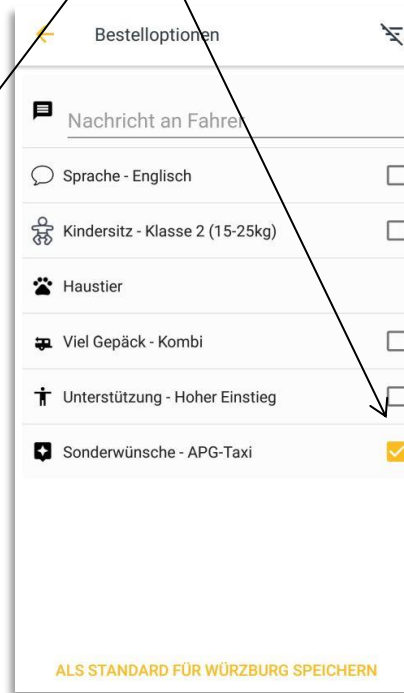 Bestelloptionen
Nachricht an Fahrer
Sprache - Englisch
Kindersitz - Klasse 2 (15-25kg)
Haustier
Viel Gepäck - Kombi
Unterstützung - Hoher Einstieg
Sonderwünsche - APG-Taxi
ALS STANDARD FÜR WÜRZBURG SPEICHERN